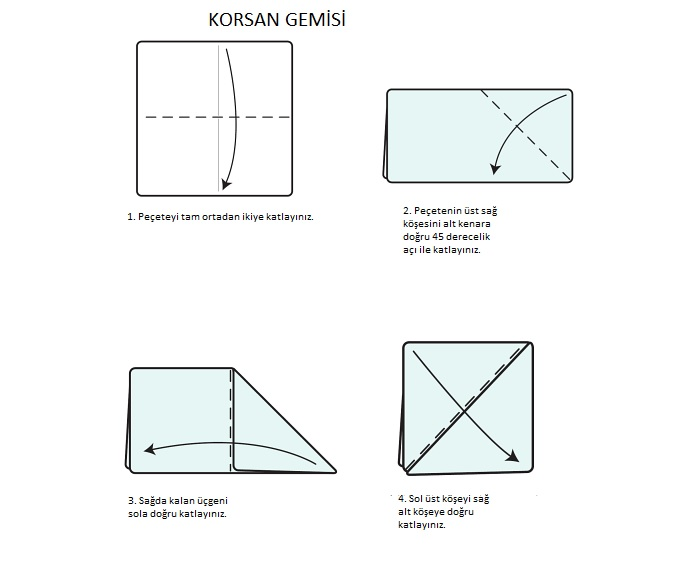 KORSAN GEMİSİ
1. Peçeteyi tam ortadan ikiye katlayınız.
2. Peçetenin üst sağ
köşesini alt kenara
doğru 45 derecelik
açı ile katlayınız.
3. Sağda kalan üçgeni
sola doğru katlayınız.
4. Sol üst köşeyi sağ
alt köşeye doğru
katlayınız.